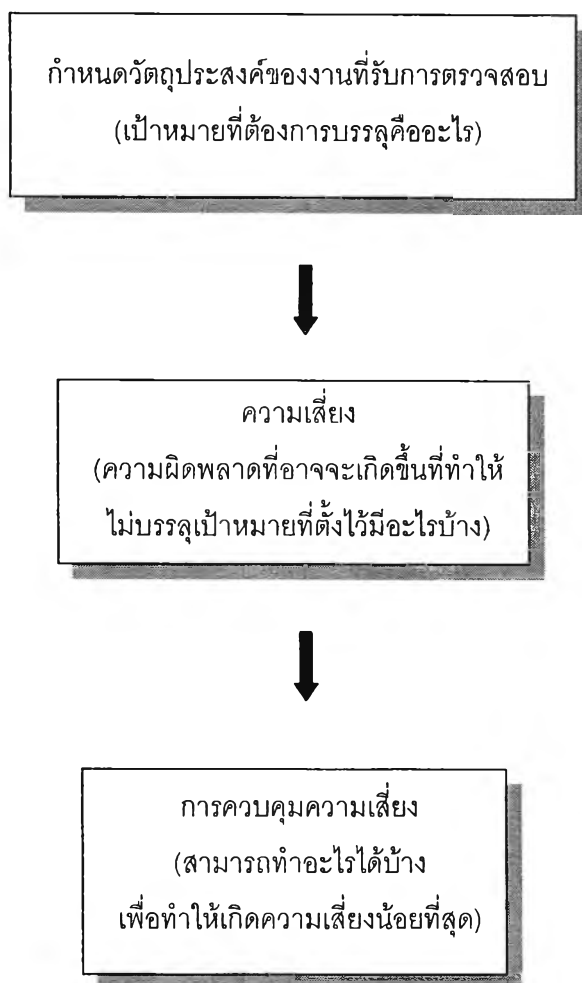 กำหนดวัตถุประสงค์ของงานที่รับการตรวจสอบ
(เป้าหมายที่ต้องการบรรลุคืออะไร)
ความเสี่ยง
(ความผิดพลาดที่อาจจะเกิดขึ้นที่ทำให้
ไม่บรรลุเป้าหมายที่ตั้งไว้มีอะไรบ้าง)
การควบคุมความเสี่ยง
(สามารถทำอะไรได้บ้าง
เพื่อทำให้เกิดความเสี่ยงน้อยที่สุด)